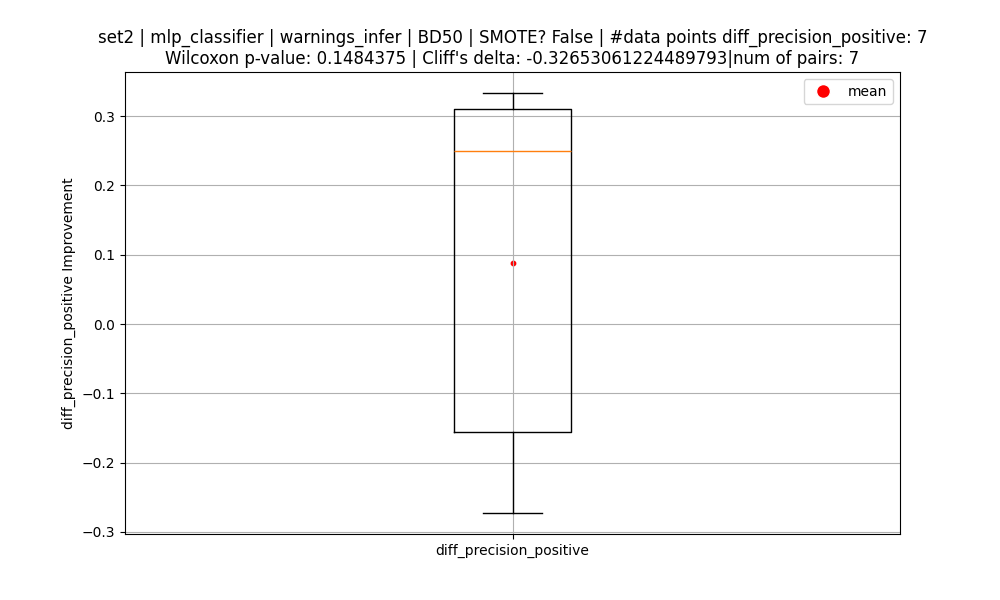 set2 | mlp_classifier | warnings_infer | BD50 | SMOTE? False | #data points diff_precision_positive: 7
Wilcoxon p-value: 0.1484375 | Cliff's delta: -0.32653061224489793|num of pairs: 7
mean
0.3
0.2
0.1
0.0
−0.1
−0.2
−0.3
diff_precision_positive Improvement
diff_precision_positive